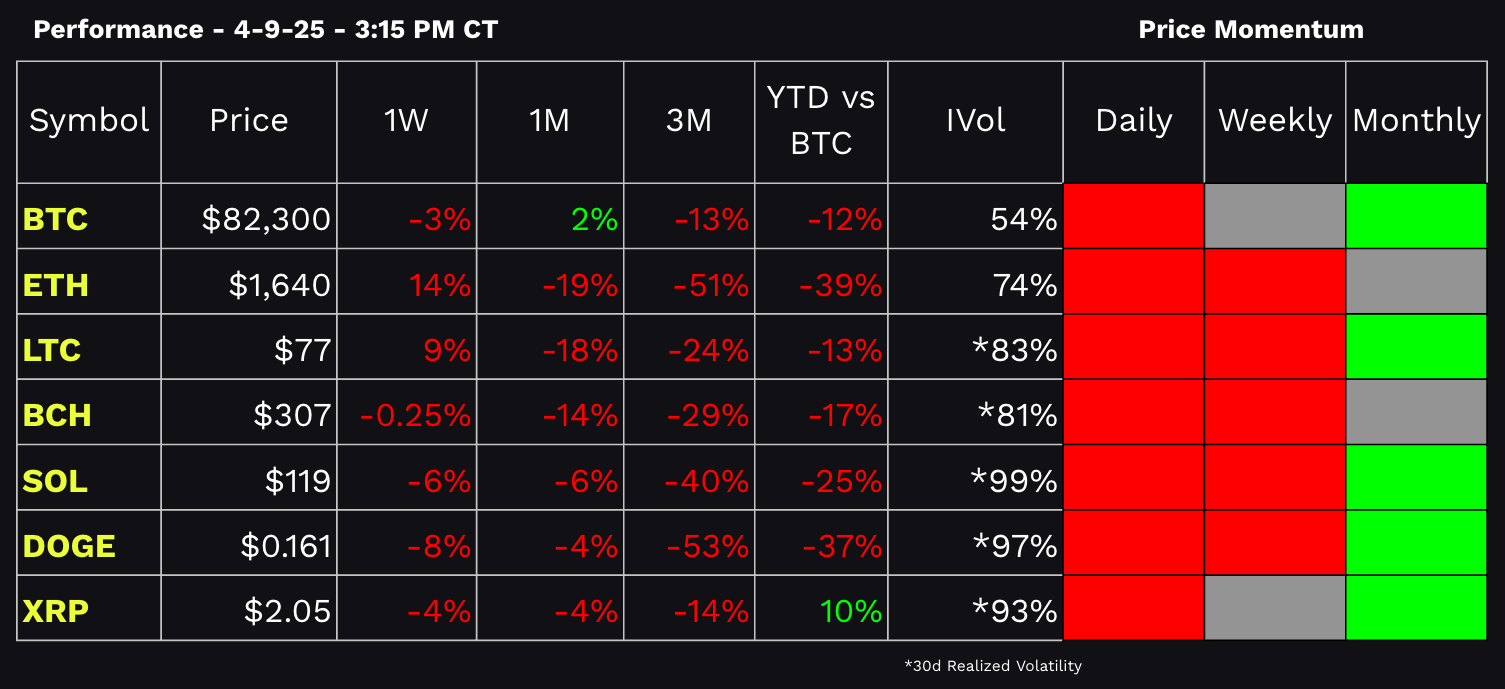 Performance - 4-9-25 - 3:15 PM CT Price Momentum
Symbol Price 1W 1M 3M YTD vs BTC IVol Daily Weekly Monthly
BTC $82,300 -3% 2% -13% -12% 54%
ETH $1,640 14% -19% -51% -39% 74%
LTC $77 9% -18% -24% -13% *83%
BCH $307 -0.25% -14% -29% -17% *81%
SOL $119 -6% -6% -40% -25% *99%
DOGE $0.161 -8% -4% -53% -37% *97%
XRP $2.05 -4% -4% -14% 10% *93%
*30d Realized Volatility